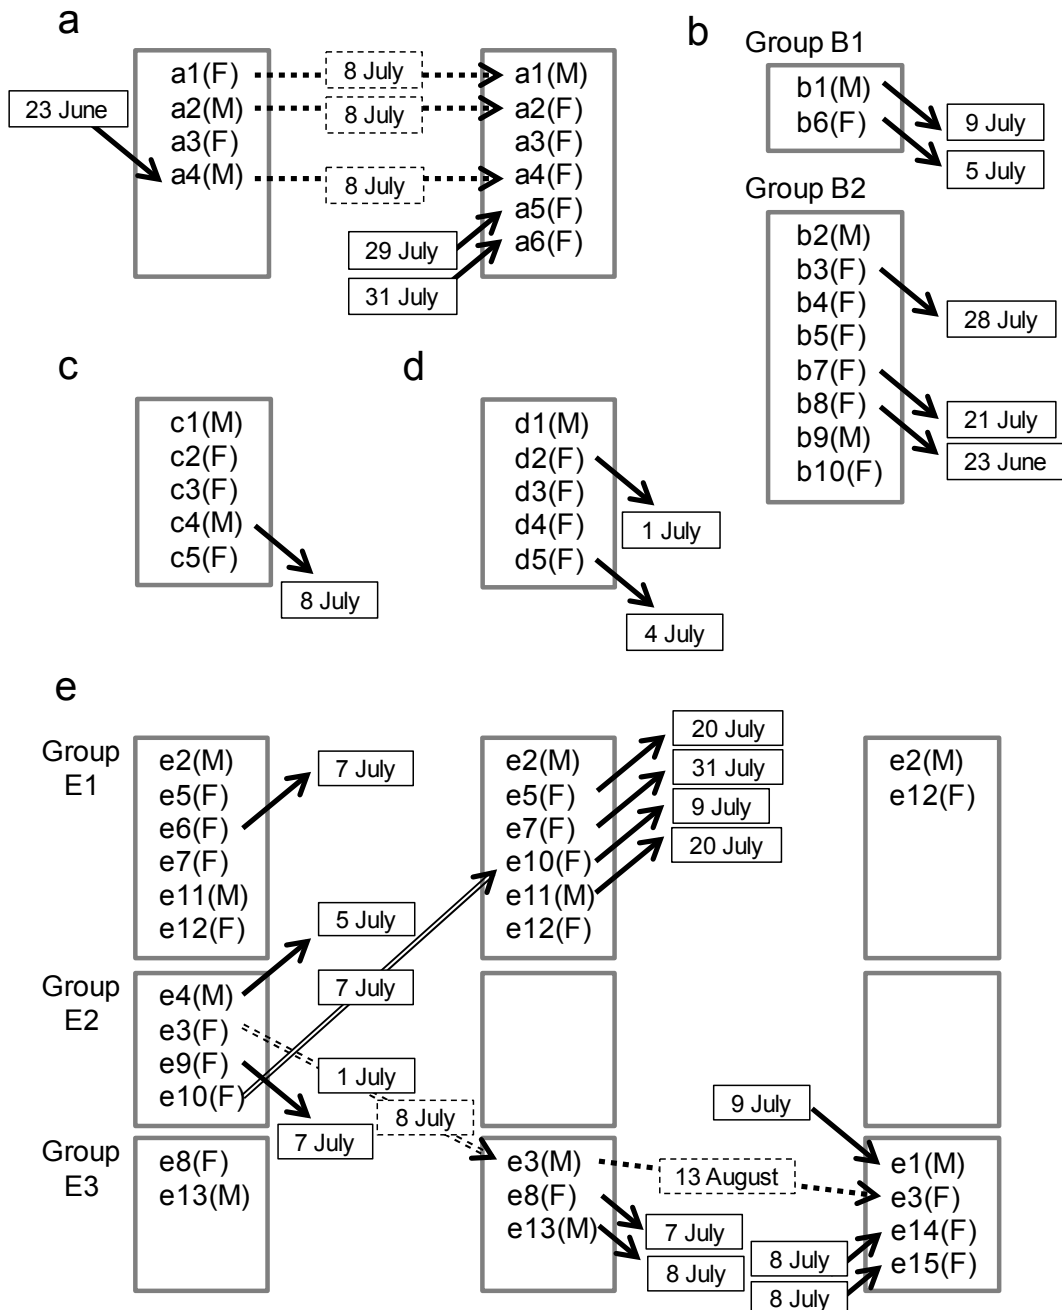 a
a1(F)
a2(M)
a3(F)
a4(M)
23 June
8 July
8 July
8 July
29 July
31 July
a1(M)
a2(F)
a3(F)
a4(F)
a5(F)
a6(F)
b
Group B1
b1(M)
b6(F)
9 July
5 July
Group B2
b2(M)
b3(F)
b4(F)
b5(F)
b7(F)
b8(F)
b9(M)
b10(F)
28 July
21 July
23 June
c
c1(M)
c2(F)
c3(F)
c4(M)
c5(F)
8 July
d
d1(M)
d2(F)
d3(F)
d4(F)
d5(F)
1 July
4 July
e
Group
E1
e2(M)
e5(F)
e6(F)
e7(F)
e11(M)
e12(F)
7 July
e2(M)
e5(F)
e7(F)
e10(F)
e11(M)
e12(F)
20 July
31 July
9 July
20 July
e2(M)
e12(F)
Group
E2
e4(M)
e3(F)
e9(F)
e10(F)
5 July
7 July
1 July
8 July
7 July
Group
E3
e8(F)
e13(M)
e3(M)
e8(F)
e13(M)
13 August
7 July
8 July
9 July
8 July
8 July
e1(M)
e3(F)
e14(F)
e15(F)